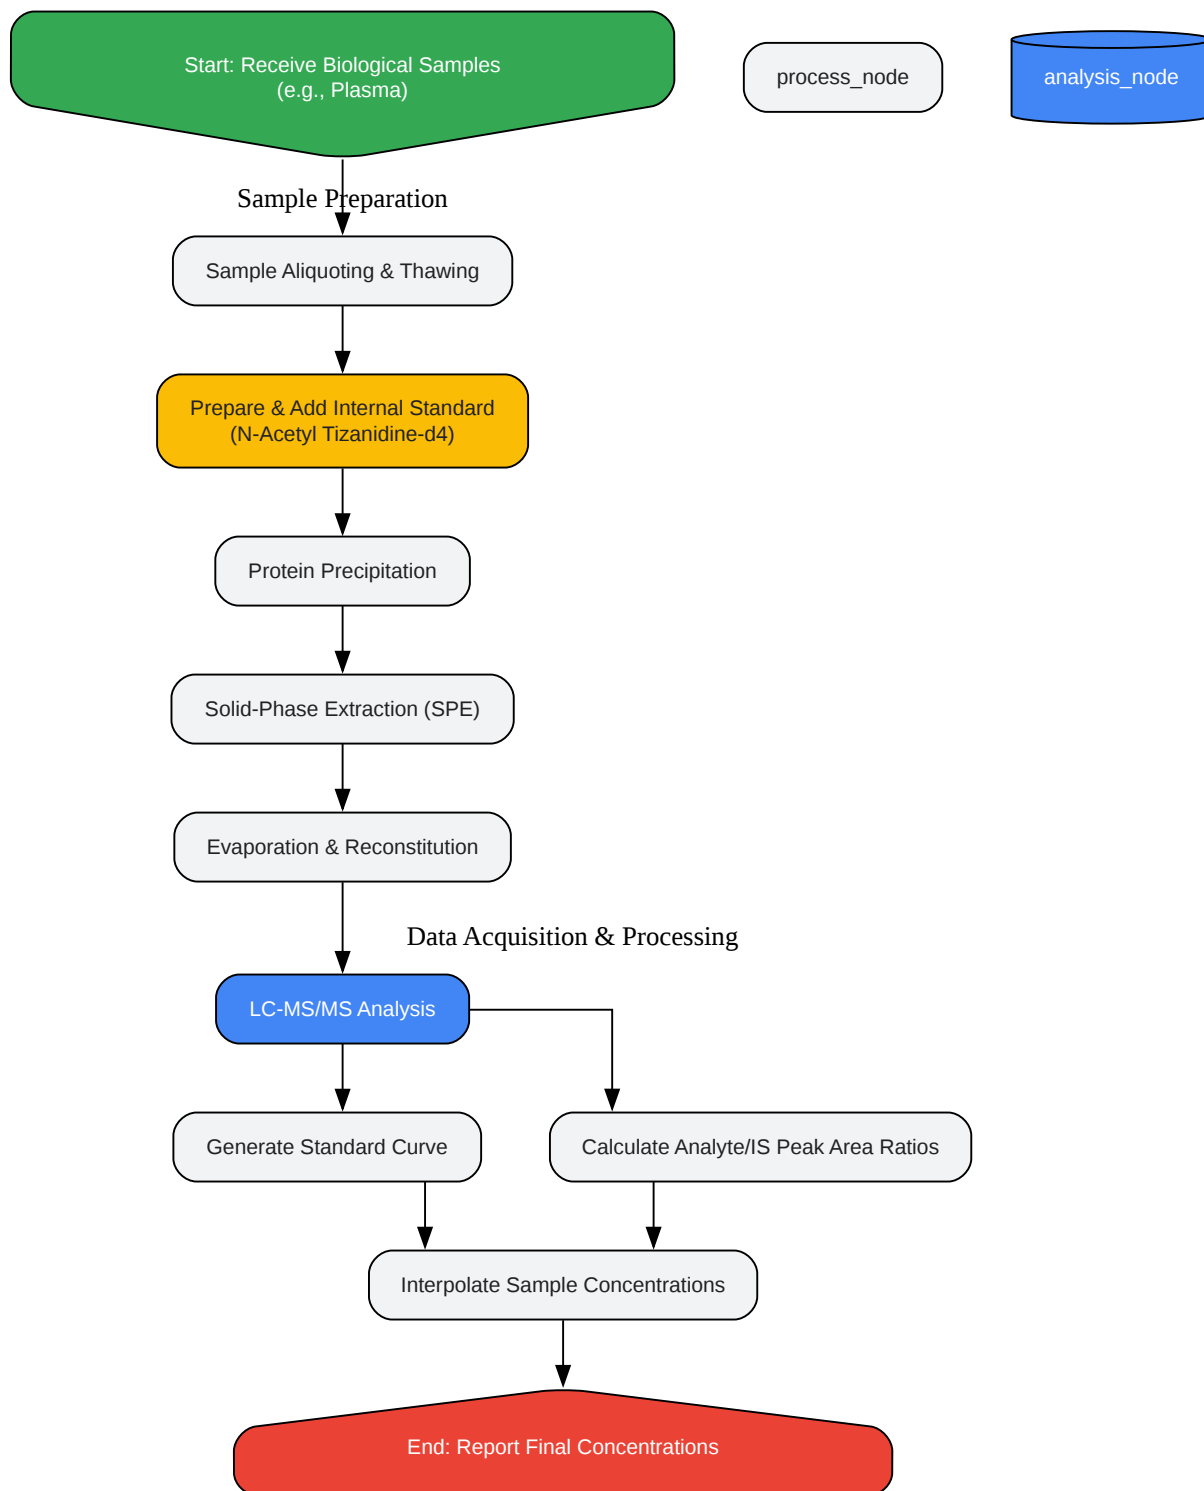 Start: Receive Biological Samples
(e.g., Plasma)
process_node
analysis_node
Sample Preparation
Sample Aliquoting & Thawing
Prepare & Add Internal Standard
(N-Acetyl Tizanidine-d4)
Protein Precipitation
Solid-Phase Extraction (SPE)
Evaporation & Reconstitution
Data Acquisition & Processing
LC-MS/MS Analysis
Generate Standard Curve
Calculate Analyte/IS Peak Area Ratios
Interpolate Sample Concentrations
End: Report Final Concentrations